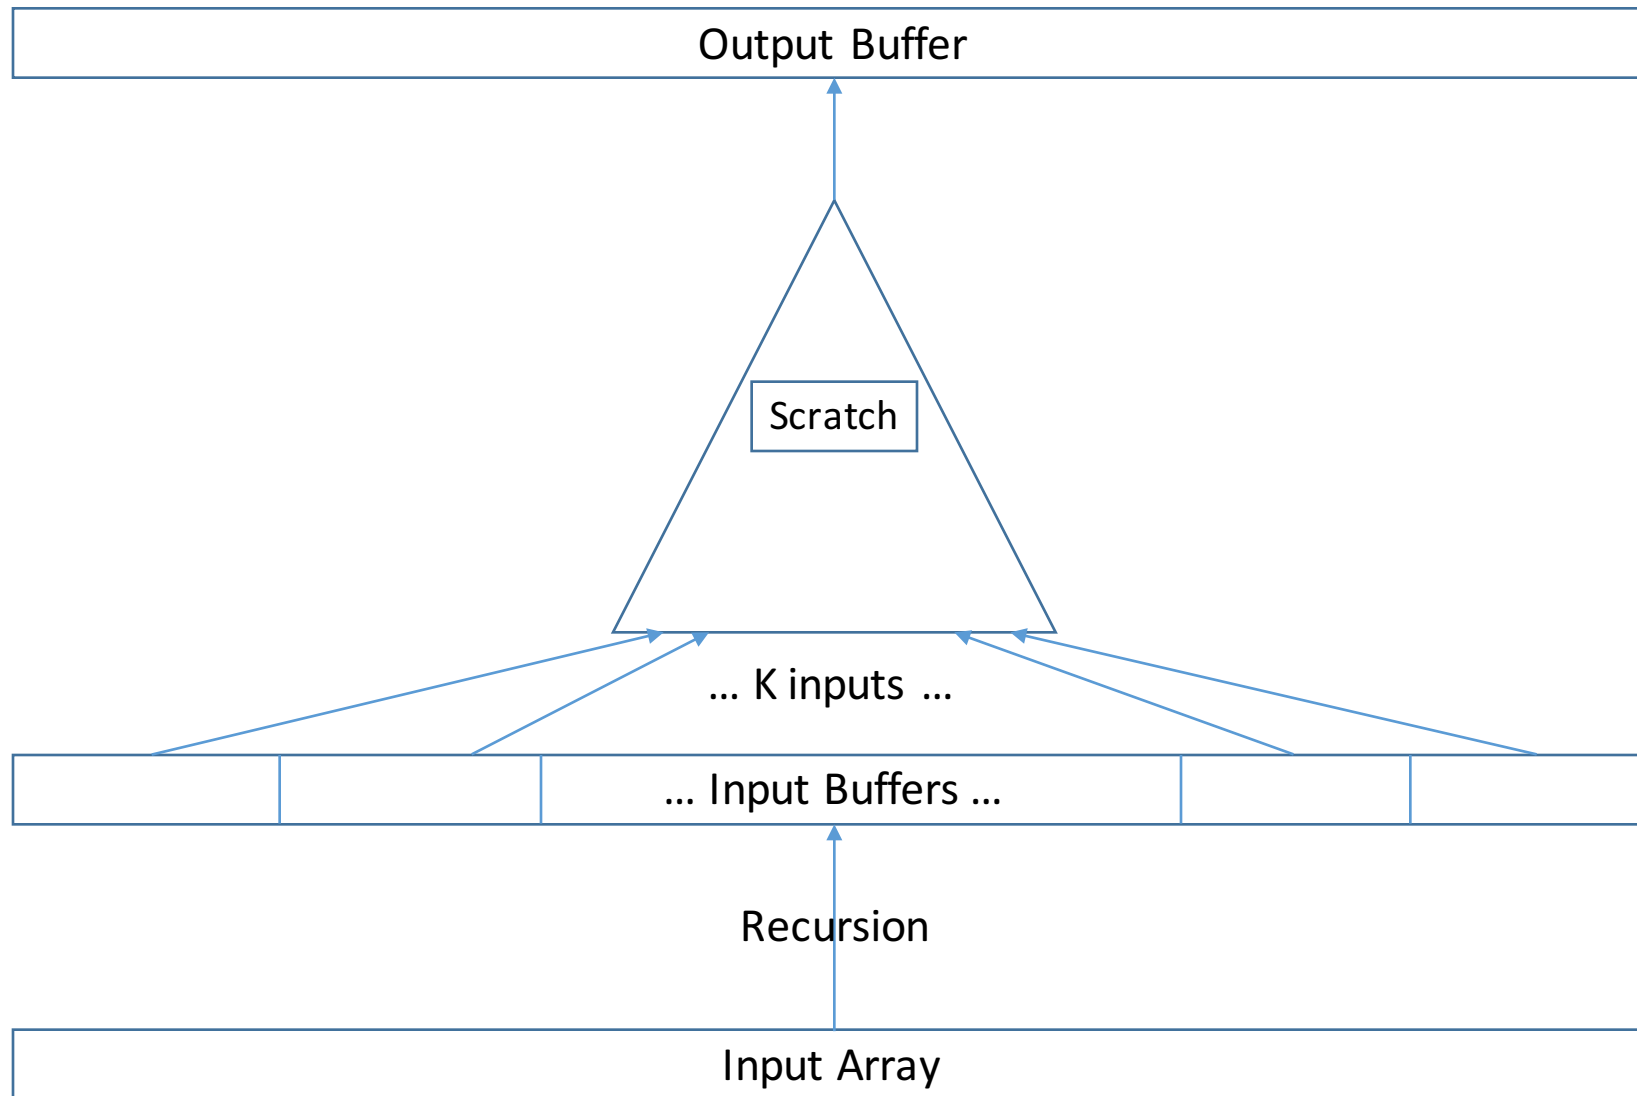 Output Buffer
Scratch
... K inputs ...
... Input Buffers ...
Recursion
Input Array